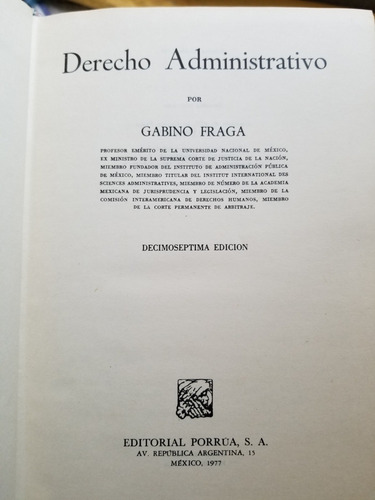 Derecho Administrativo
POR
GABINO FRAGA
PROFESOR EMÉRITO DE LA UNIVERSIDAD NACIONAL DE MÉXICO,
EX MINISTRO DE LA SUPREMA CORTE DE JUSTICIA DE LA NACIÓN,
MIEMBRO FUNDADOR DEL INSTITUTO DE ADMINISTRACIÓN PÚBLICA
DE MÉXICO, MIEMBRO TITULAR DEL INSTITUT INTERNATIONAL DES
SCIENCES ADMINISTRATIVES, MIEMBRO DE NÚMERO DE LA ACADEMIA
MEXICANA DE JURISPRUDENCIA Y LEGISLACIÓN, MIEMBRO DE LA
COMISIÓN INTERAMERICANA DE DERECHOS HUMANOS, MIEMBRO
DE LA CORTE PERMANENTE DE ARBITRAJE.
DECIMOSEPTIMA EDICION
EDITORIAL PORRÚA, S. A.
AV. REPÚBLICA ARGENTINA, 15
MÉXICO, 1977